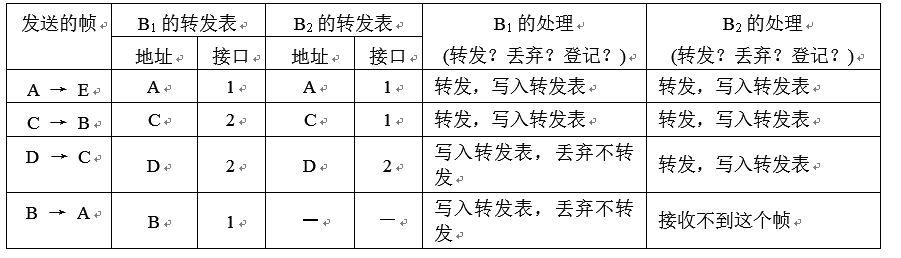 发送的帧 B1 的转发表 B2 的转发表 B1 的处理 B2 的处理
地址 接口 地址 接口 (转发？丢弃？登记？) (转发？丢弃？登记？)
A → E A 1 A 1 转发，写入转发表 转发，写入转发表
C → B C 2 C 1 转发，写入转发表 转发，写入转发表
D → C D 2 D 2 写入转发表，丢弃不转
发 转发，写入转发表
B → A B 1 － － 写入转发表，丢弃不转
发 接收不到这个帧